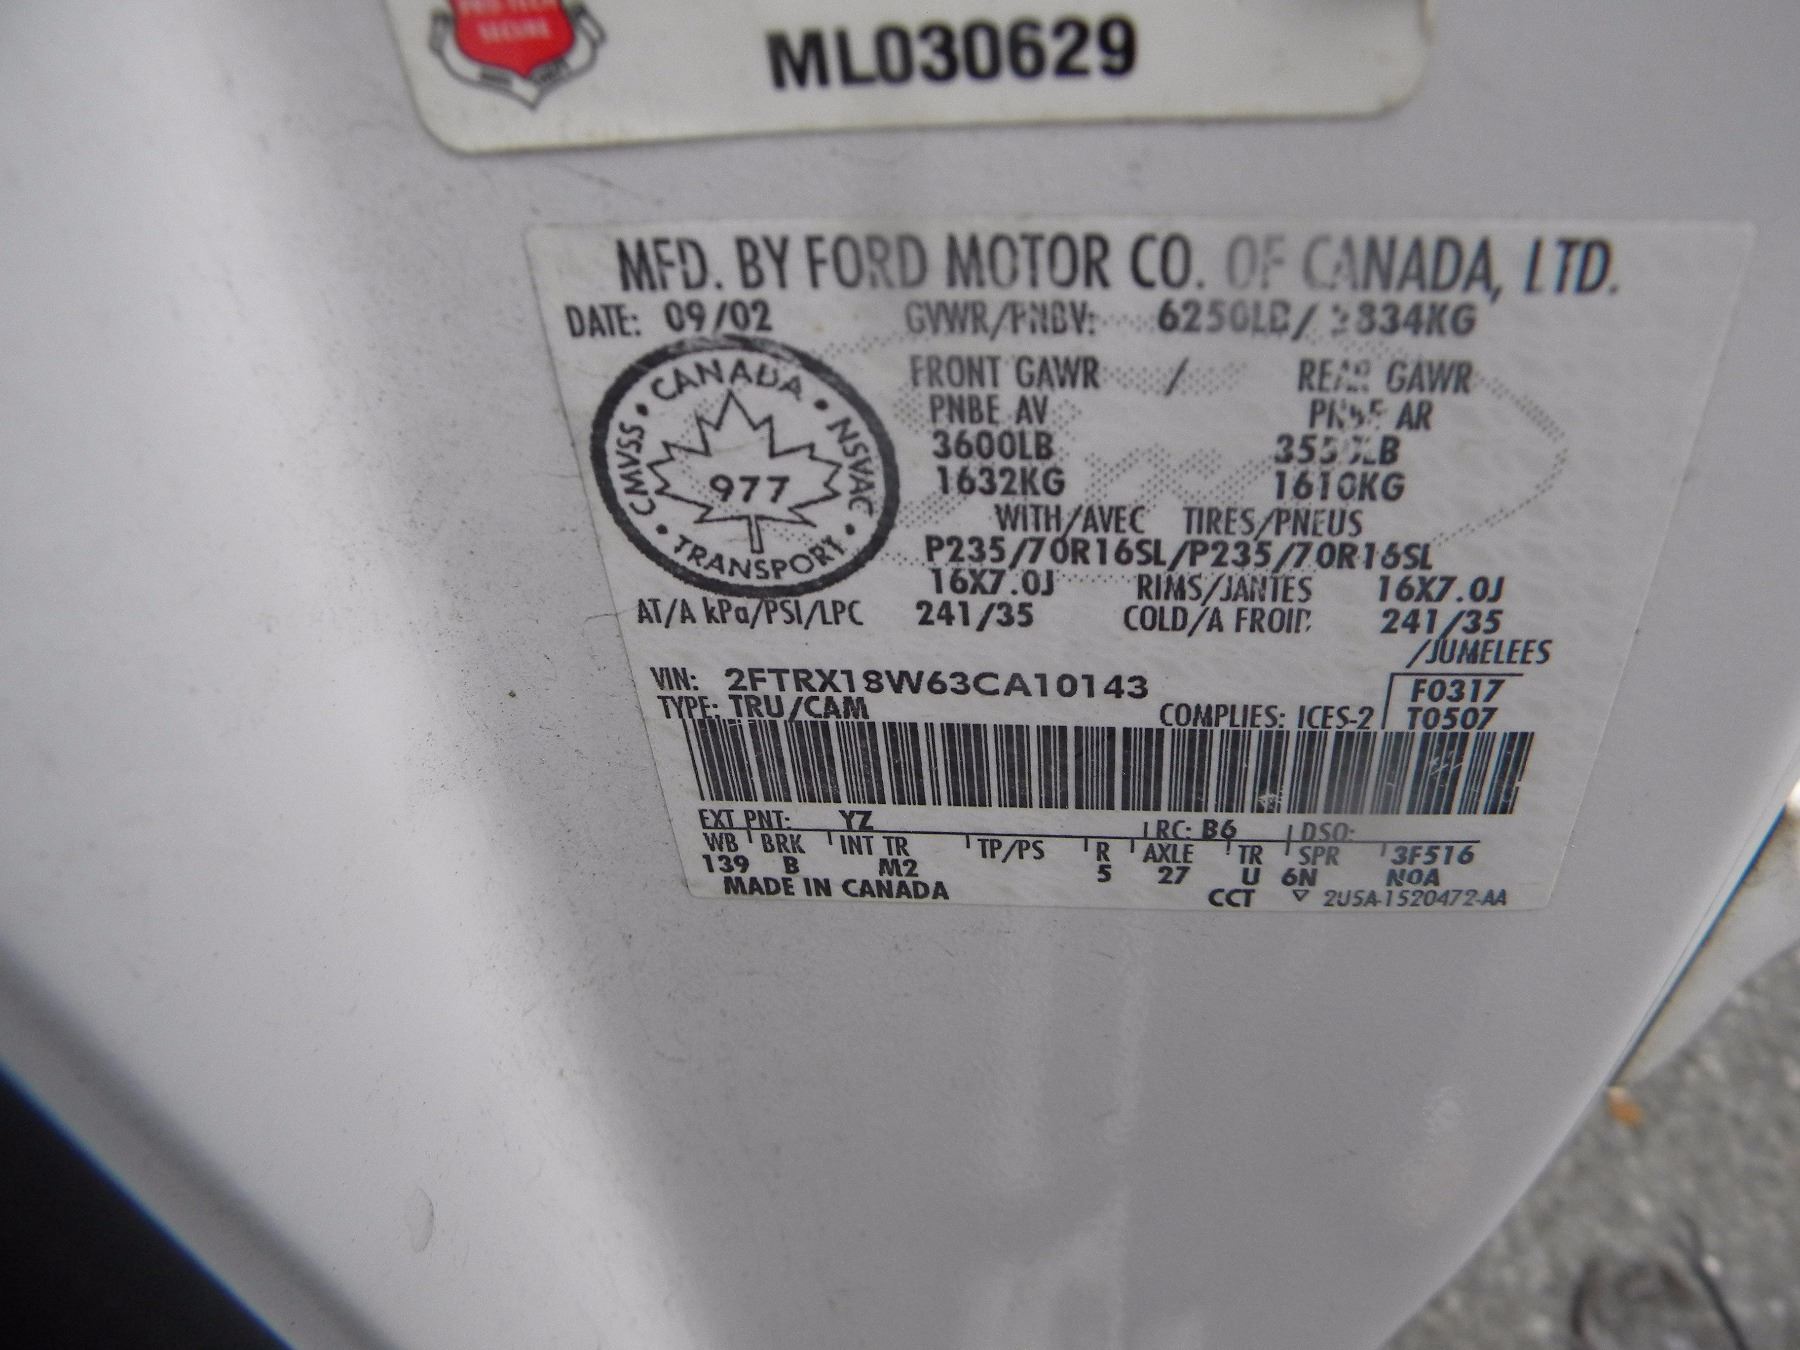 SECURE
ML030629
MFD. BY FORD MOTOR CO. OF CANADA, LTD.
DATE: 09/02 GVWR/PNBV: 6250LB/ 2834KG
CANADA
CMVSS NSVAC
977
TRANSPORT
FRONT GAWR / REAR GAWR
PNBE AV PNBE AR
3600LB 3550LB
1632KG 1610KG
WITH/AVEC TIRES/PNEUS
P235/70R16SL/P235/70R16SL
16X7.0J RIMS/JANTES 16X7.0J
AT/A kPa/PSI/LPC 241/35 COLD/A FROID 241/35
/JUMELEES
VIN: 2FTRX18W63CA10143 F0317
TYPE: TRU/CAM COMPLIES: ICES-2 T0507
EXT PNT: YZ RC: B6 DSO:
WB BRK INT TR TP/PS R AXLE TR SPR 3F516
139 B M2 5 27 U 6N N0A
MADE IN CANADA CCT ▽ 2U5A-1520472-AA